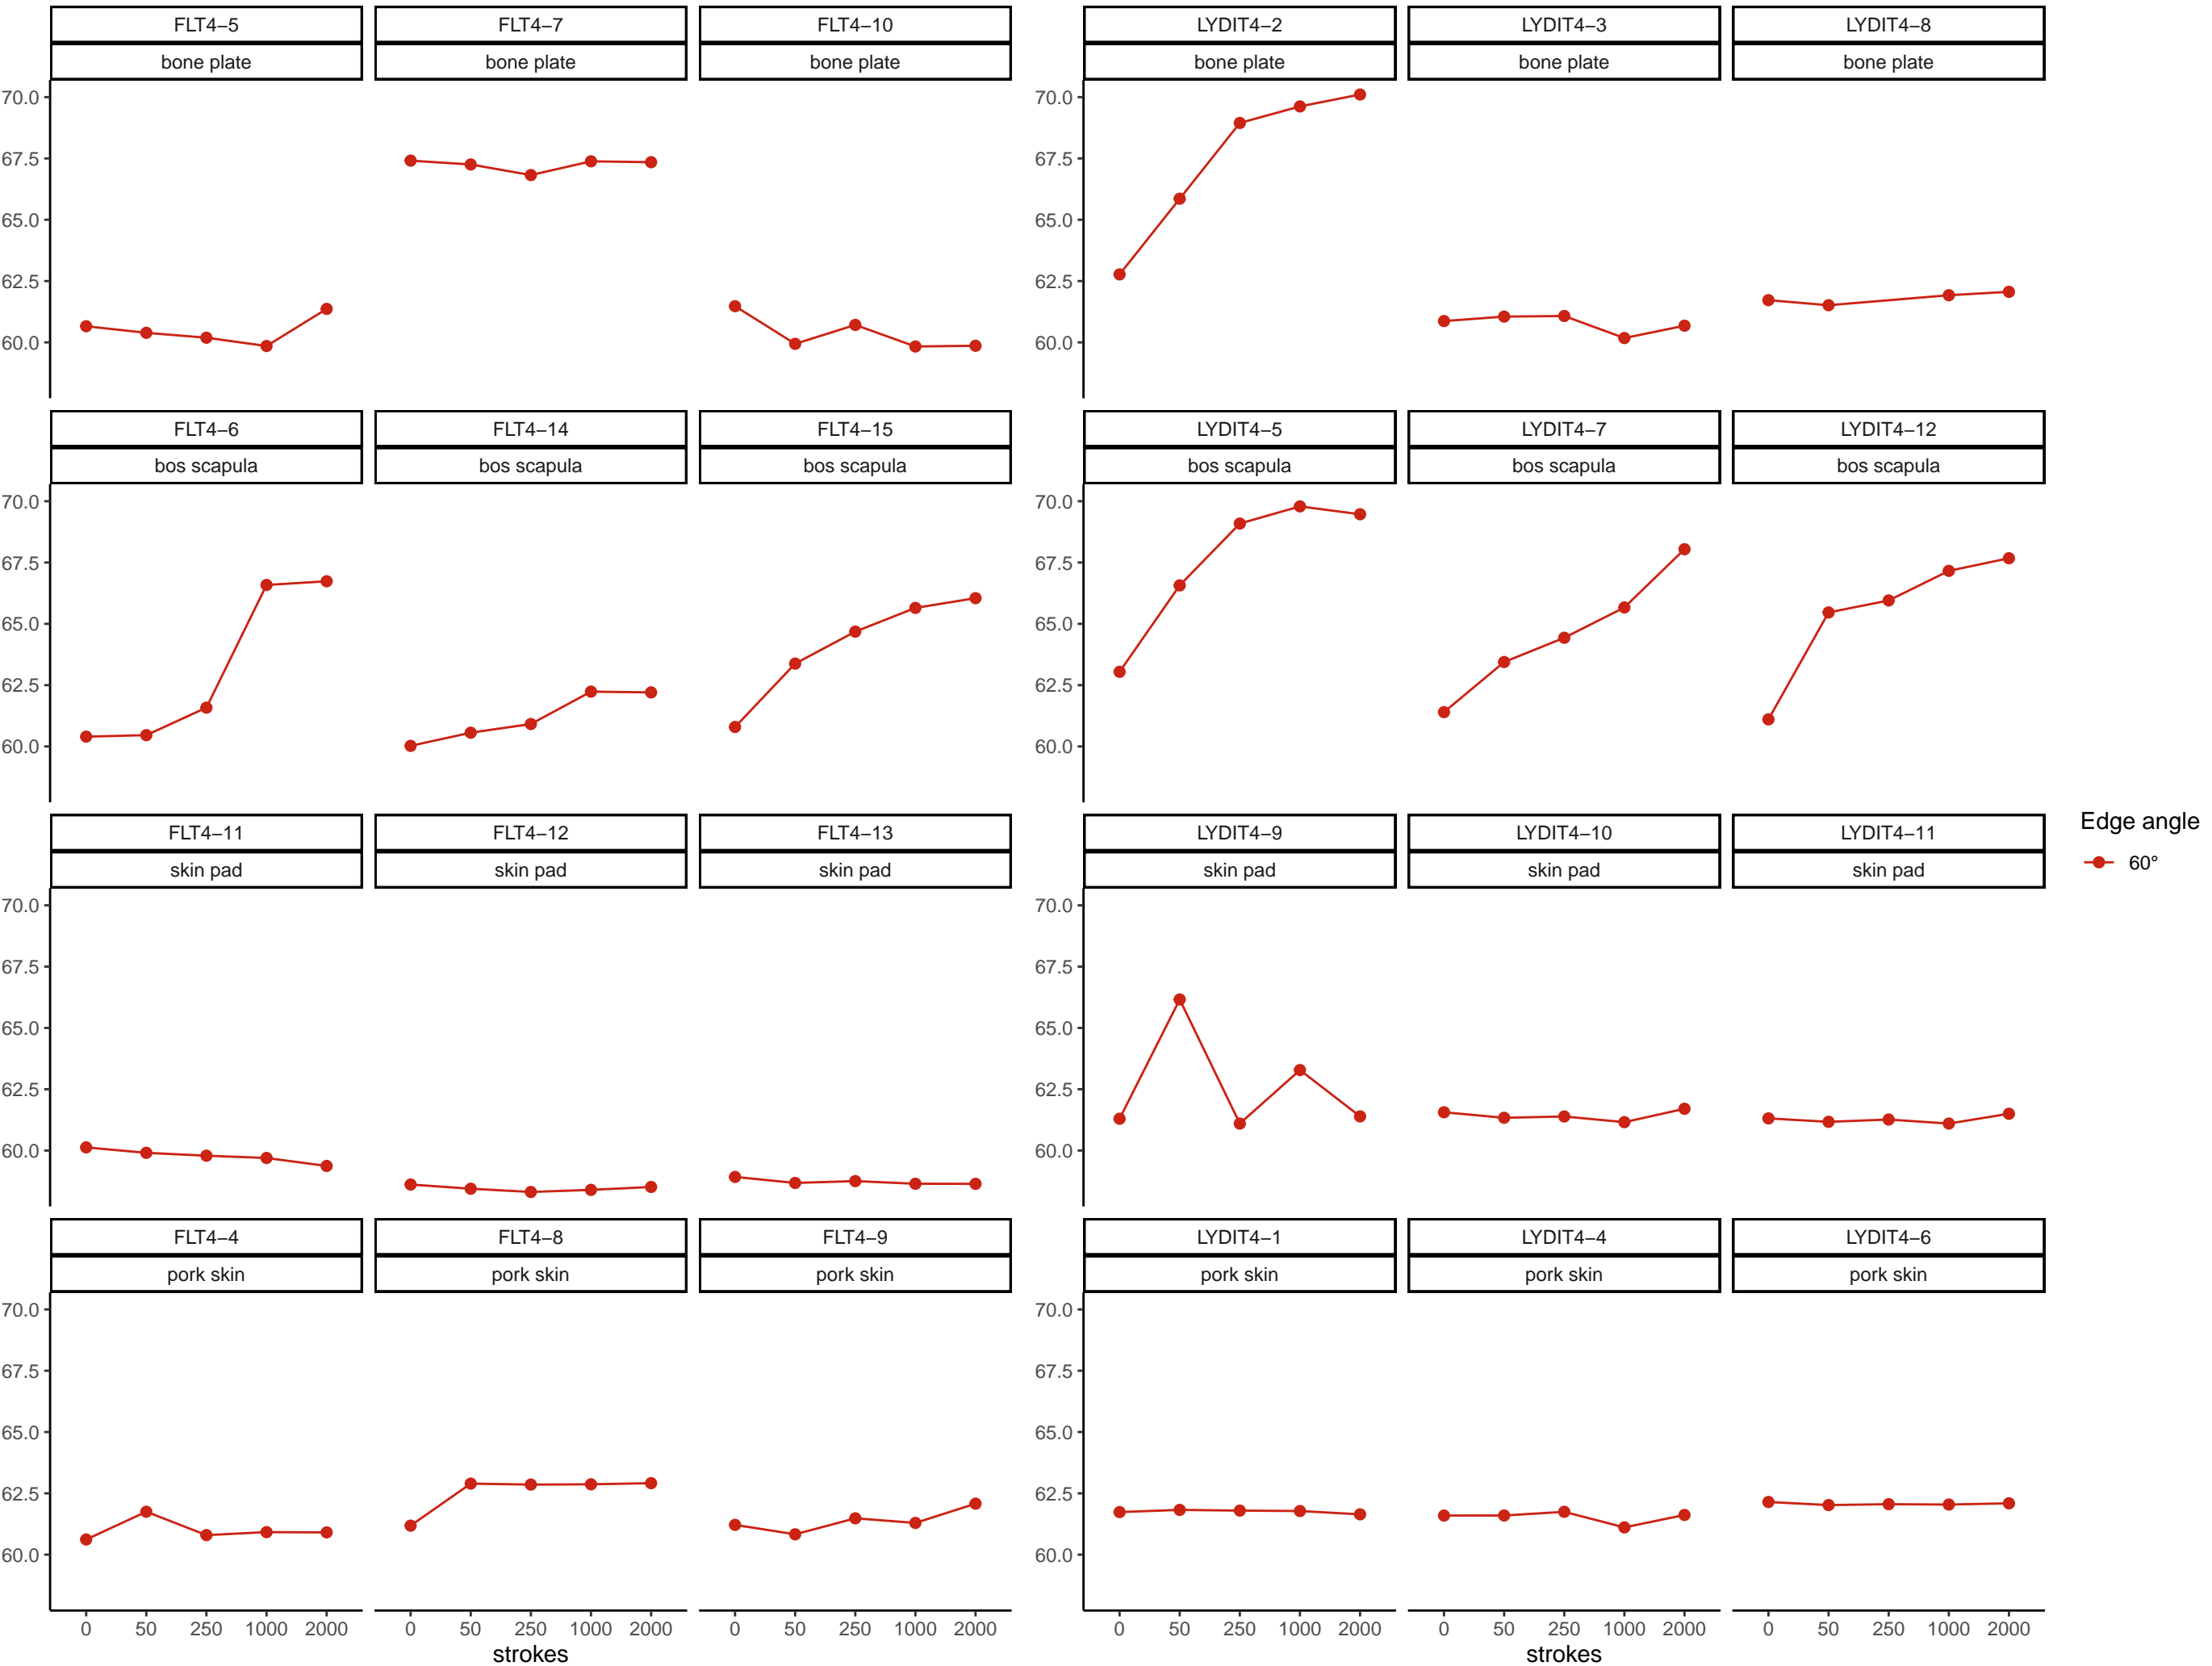 FLT4−5 FLT4−7 FLT4−10 LYDIT4−2 LYDIT4−3 LYDIT4−8
bone plate bone plate bone plate bone plate bone plate bone plate
70.0 70.0
67.5 67.5
65.0 65.0
62.5 62.5
60.0 60.0
FLT4−6 FLT4−14 FLT4−15 LYDIT4−5 LYDIT4−7 LYDIT4−12
bos scapula bos scapula bos scapula bos scapula bos scapula bos scapula
70.0 70.0
67.5 67.5
65.0 65.0
62.5 62.5
60.0 60.0
FLT4−11 FLT4−12 FLT4−13 LYDIT4−9 LYDIT4−10 LYDIT4−11
skin pad skin pad skin pad skin pad skin pad skin pad
70.0 70.0
67.5 67.5
65.0 65.0
62.5 62.5
60.0 60.0
FLT4−4 FLT4−8 FLT4−9 LYDIT4−1 LYDIT4−4 LYDIT4−6
pork skin pork skin pork skin pork skin pork skin pork skin
70.0 70.0
67.5 67.5
65.0 65.0
62.5 62.5
60.0 60.0
0 50 250 1000 2000 0 50 250 1000 2000 0 50 250 1000 2000 0 50 250 1000 2000 0 50 250 1000 2000 0 50 250 1000 2000
strokes strokes
Edge angle
60°